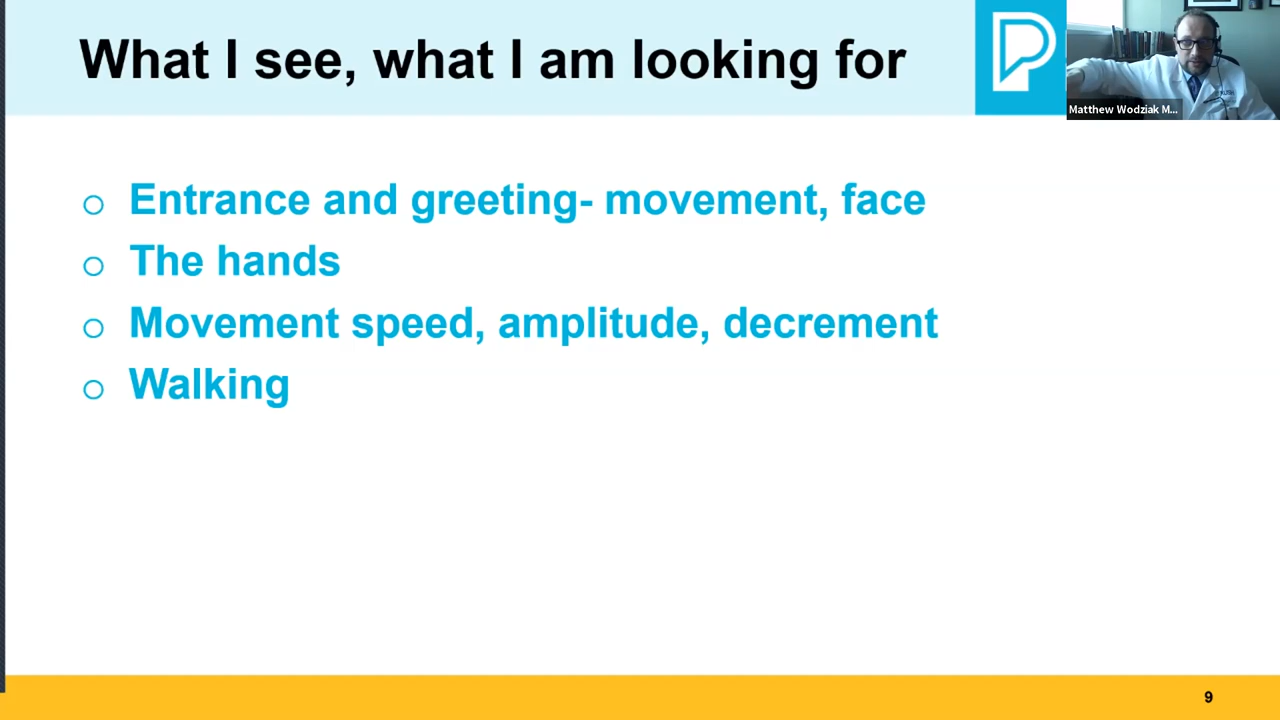 What I see, what I am looking for
Matthew Wodziak M...
o Entrance and greeting- movement, face
o The hands
o Movement speed, amplitude, decrement
o Walking
9